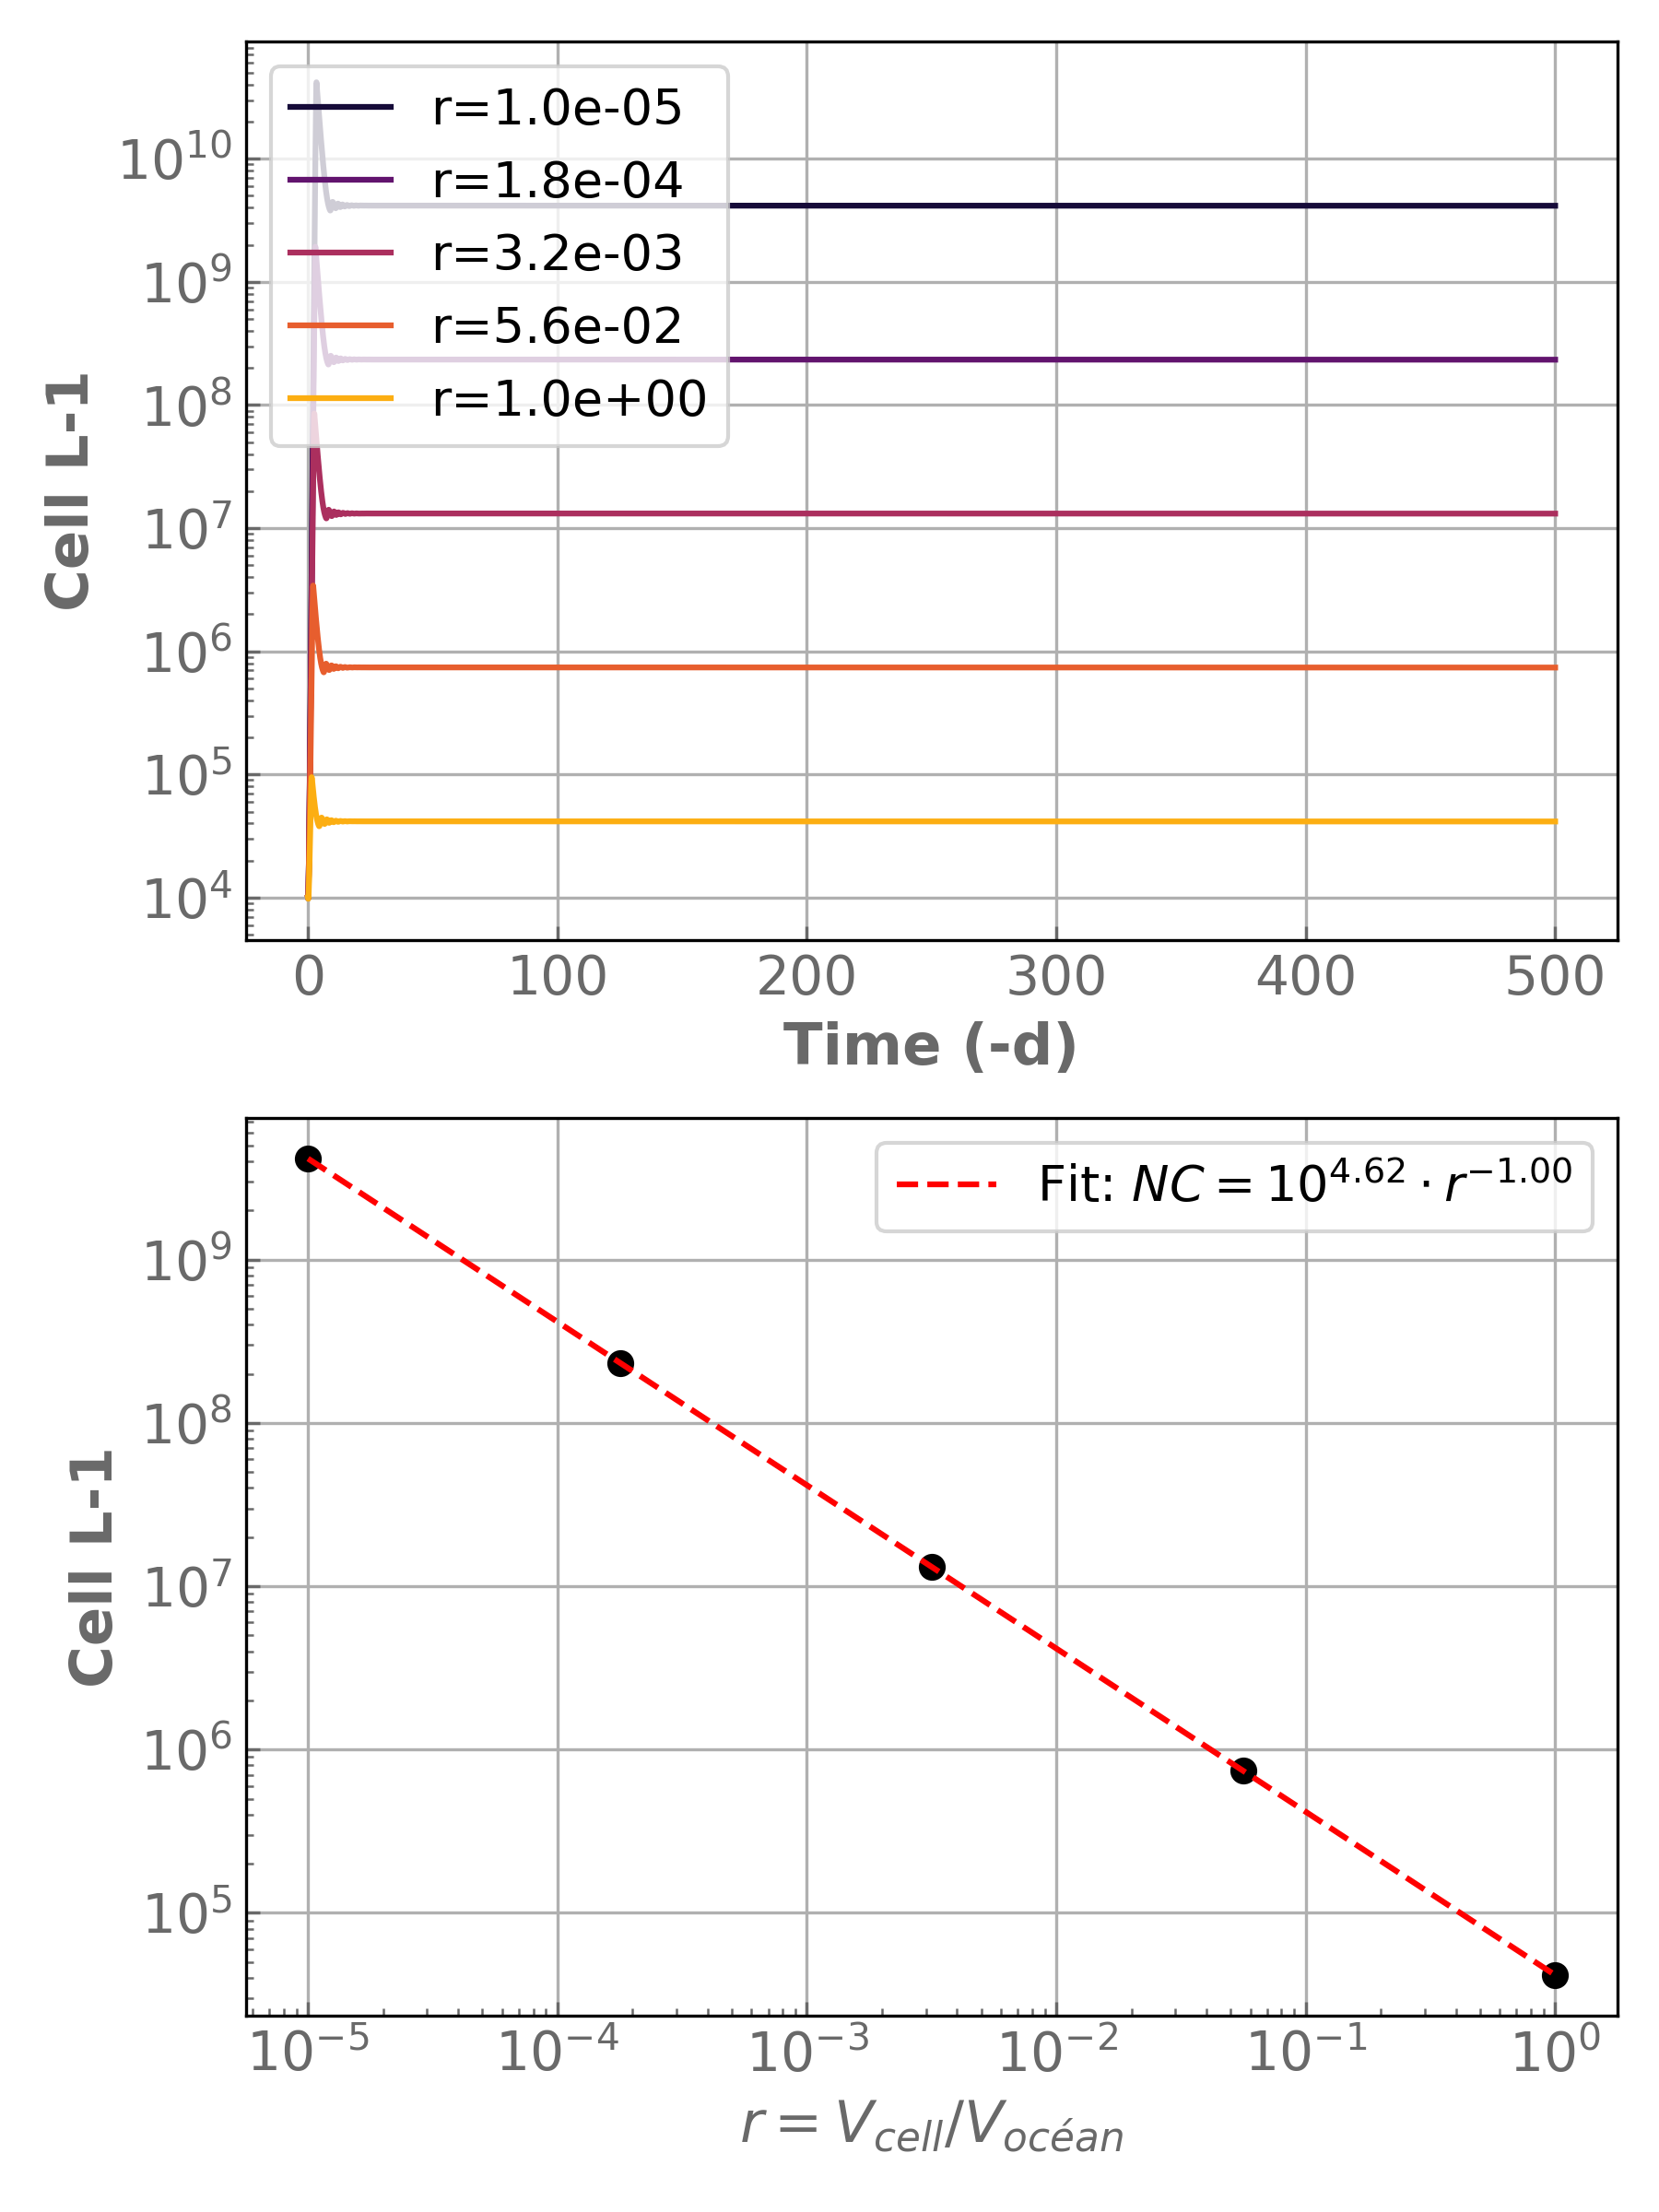 r=1.0e-05
r=1.8e-04
r=3.2e-03
r=5.6e-02
r=1.0e+00
10^10
10^9
10^8
10^7
10^6
10^5
10^4
Cell L-1
0 100 200 300 400 500
Time (-d)
Fit: NC = 10^4.62 · r^−1.00
10^9
10^8
10^7
10^6
10^5
Cell L-1
10^−5 10^−4 10^−3 10^−2 10^−1 10^0
r = V_cell/V_océan